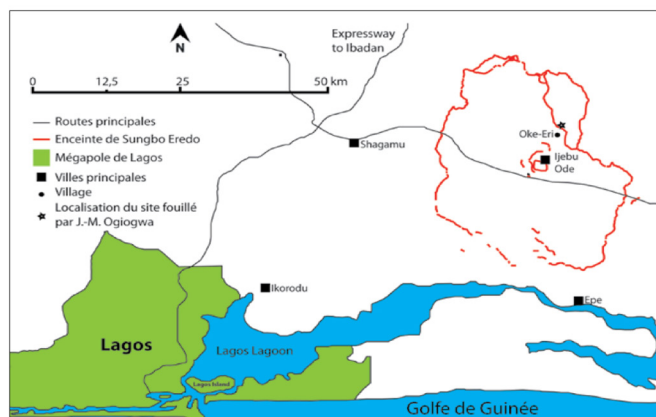 Expressway
to Ibadan
N
0
12,5
25
50 km
Routes principales
Enceinte de Sungbo Eredo
Mégapole de Lagos
Villes principales
Village
Localisation du site fouillé
par J.-M. Ogiogwa
Shagamu
Oke-Eri
Ijebu
Ode
Ikorodu
Epe
Lagos
Lagos Lagoon
Lagos Island
Golfe de Guinée